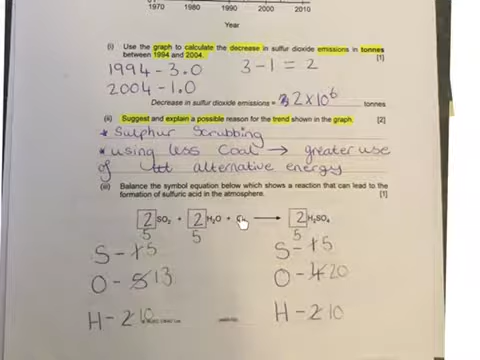 1970 1980 1990 2000 2010
Year
(i) Use the graph to calculate the decrease in sulfur dioxide emissions in tonnes
between 1994 and 2004. [1]
1994 - 3.0 3 - 1 = 2
2004 - 1.0
Decrease in sulfur dioxide emissions = 2×10⁶ tonnes
(ii) Suggest and explain a possible reason for the trend shown in the graph. [2]
* Sulphur Scrubbing
* using less coal → greater use
of alternative energy
(iii) Balance the symbol equation below which shows a reaction that can lead to the
formation of sulfuric acid in the atmosphere. [1]
2 SO₂ + 2 H₂O + → 2 H₂SO₄
5 5 5
S - 1 5 S - 1 5
O - 5 13 O - 4 20
H - 2 10 H - 2 10